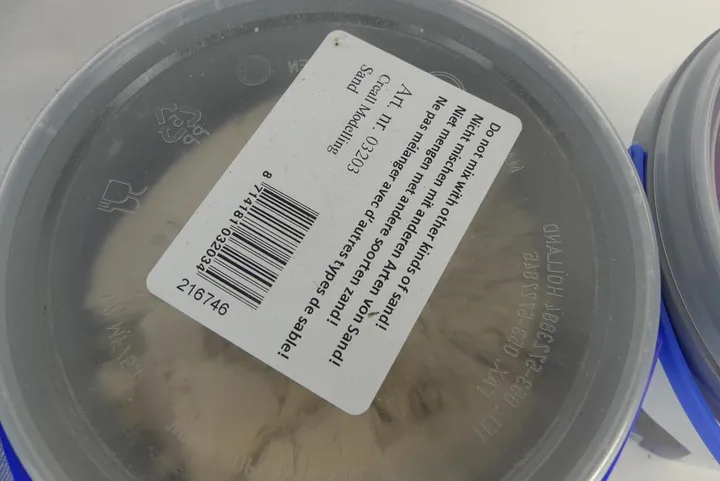 Do not mix with other kinds of sand!
Nicht mischen mit anderen Arten von Sand!
Niet mengen met andere soorten zand!
Ne pas mélanger avec d'autres types de sable!
Art. nr. 03203
Creall Modelling
Sand
8 714181 032034
216746
HOLLAND